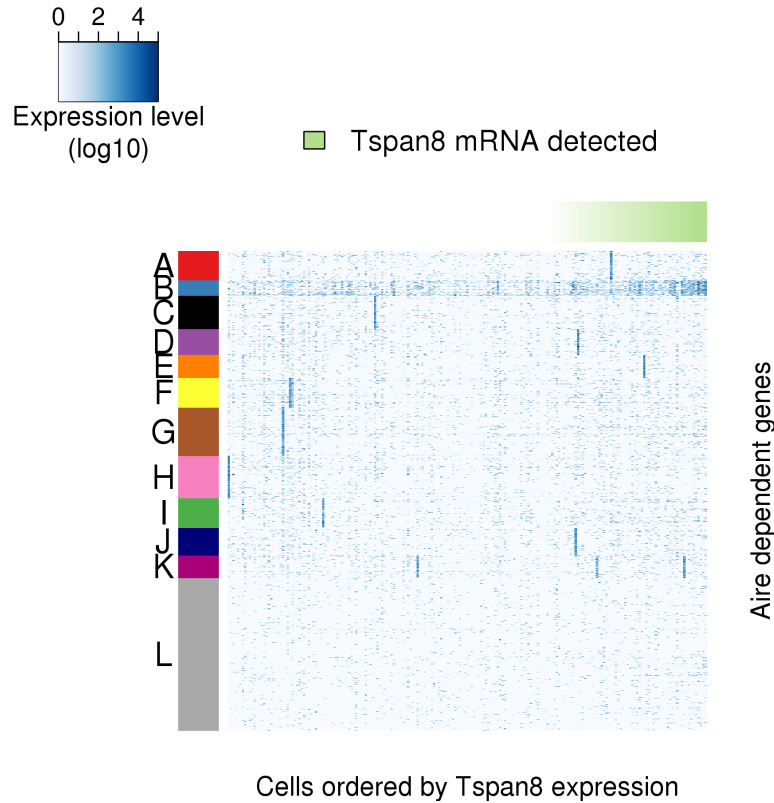 0 2 4
Expression level
(log10)
Tspan8 mRNA detected
A
B
C
D
E
F
G
H
I
J
K
L
Aire dependent genes
Cells ordered by Tspan8 expression